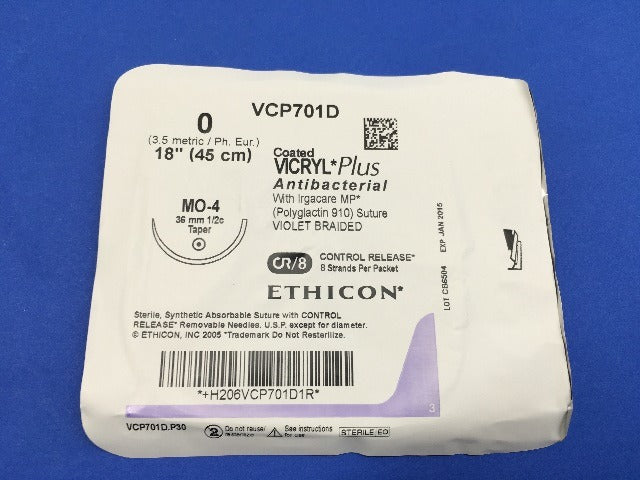 VCP701D
0
(3.5 metric / Ph. Eur.)
18" (45 cm)
Coated
VICRYL* Plus
Antibacterial
With Irgacare MP*
(Polyglactin 910) Suture
VIOLET BRAIDED
MO-4
36 mm 1/2c
Taper
CR/8
CONTROL RELEASE*
8 Strands Per Packet
ETHICON*
LOT CB6504 EXP JAN 2015
Sterile, Synthetic Absorbable Suture with CONTROL
RELEASE* Removable Needles. U.S.P. except for diameter.
© ETHICON, INC 2005 *Trademark Do Not Resterilize.
*+H206VCP701D1R*
3
VCP701D.P30
2
Do not reuse/
resterilize
See instructions
for use
STERILE EO